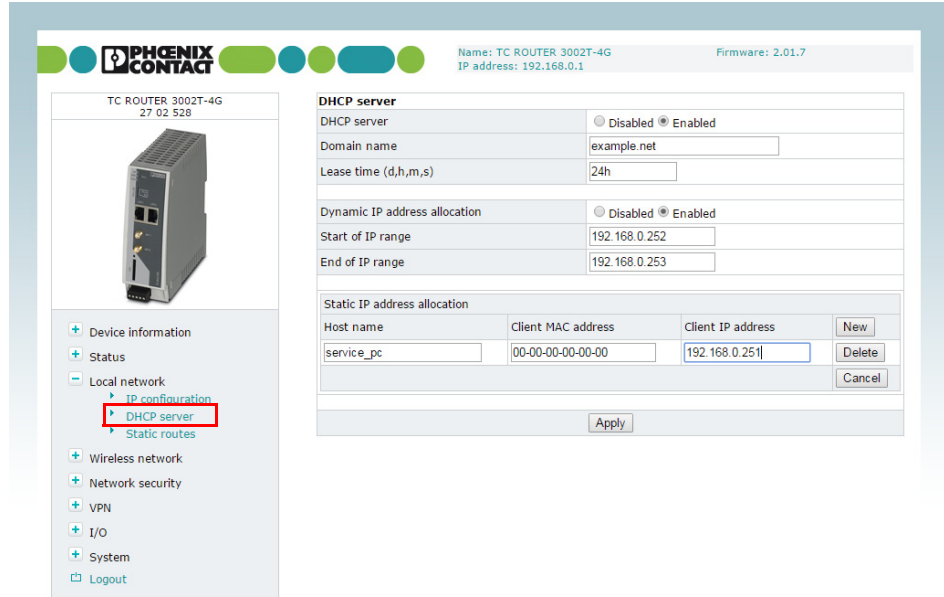 PHŒNIX
CONTACT
Name: TC ROUTER 3002T-4G Firmware: 2.01.7
IP address: 192.168.0.1
TC ROUTER 3002T-4G
27 02 528
Device information
Status
Local network
IP configuration
DHCP server
Static routes
Wireless network
Network security
VPN
I/O
System
Logout
DHCP server
DHCP server Disabled Enabled
Domain name example.net
Lease time (d,h,m,s) 24h
Dynamic IP address allocation Disabled Enabled
Start of IP range 192.168.0.252
End of IP range 192.168.0.253
Static IP address allocation
Host name Client MAC address Client IP address New
service_pc 00-00-00-00-00-00 192.168.0.251 Delete
Cancel
Apply